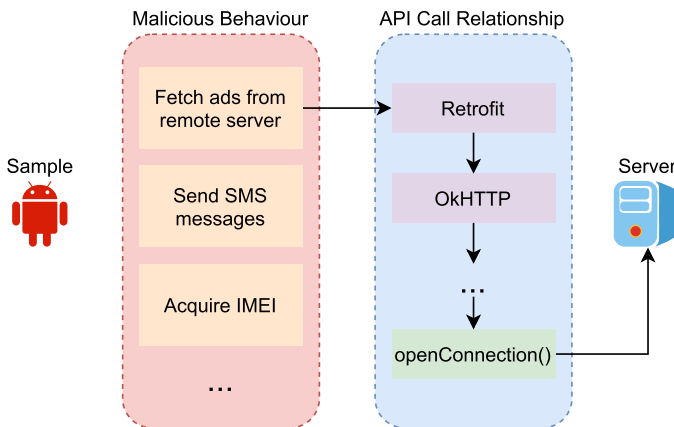 Malicious Behaviour
API Call Relationship
Fetch ads from
remote server
Retrofit
Sample
Send SMS
messages
OkHTTP
Server
Acquire IMEI
...
openConnection()
...